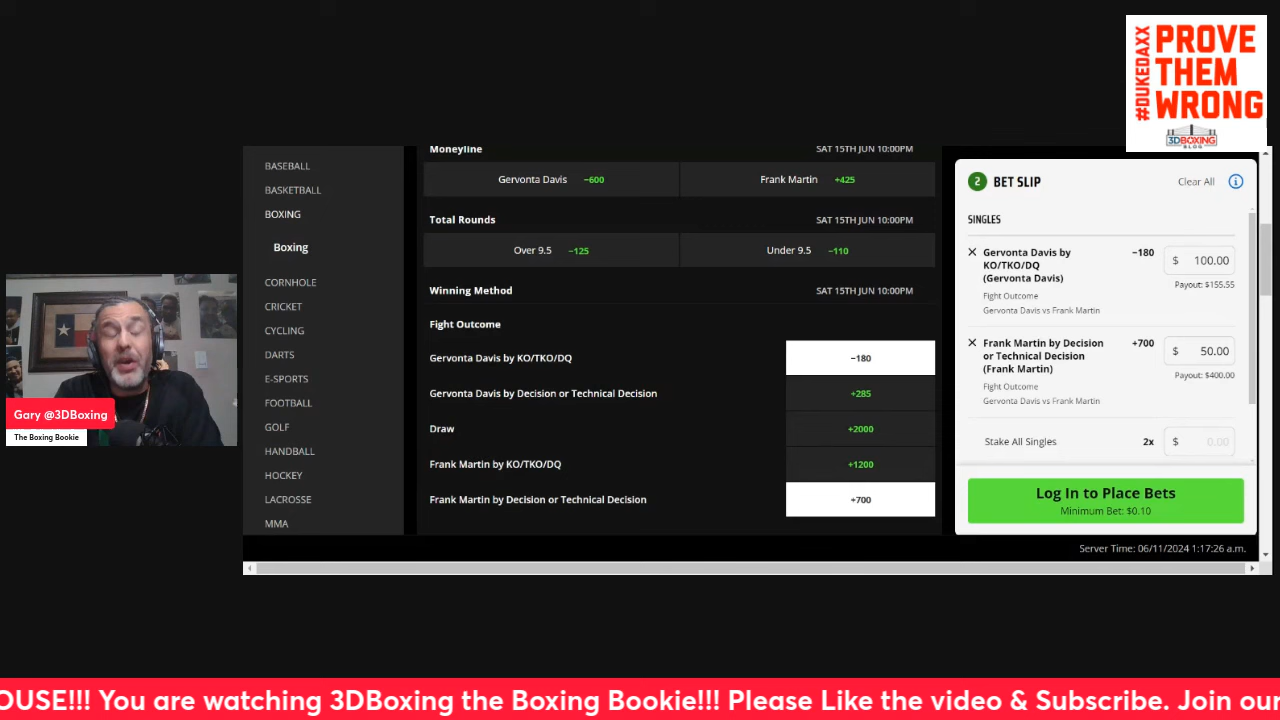 #DUKEDAXX
PROVE
THEM
WRONG
3DBOXING
BLOG
BASEBALL
BASKETBALL
BOXING
Boxing
CORNHOLE
CRICKET
CYCLING
DARTS
E-SPORTS
FOOTBALL
GOLF
HANDBALL
HOCKEY
LACROSSE
MMA
Moneyline SAT 15TH JUN 10:00PM
Gervonta Davis −600 Frank Martin +425
Total Rounds SAT 15TH JUN 10:00PM
Over 9.5 −125 Under 9.5 −110
Winning Method SAT 15TH JUN 10:00PM
Fight Outcome
Gervonta Davis by KO/TKO/DQ −180
Gervonta Davis by Decision or Technical Decision +285
Draw +2000
Frank Martin by KO/TKO/DQ +1200
Frank Martin by Decision or Technical Decision +700
2 BET SLIP Clear All i
SINGLES
Gervonta Davis by −180 $ 100.00
KO/TKO/DQ
(Gervonta Davis) Payout: $155.55
Fight Outcome
Gervonta Davis vs Frank Martin
Frank Martin by Decision +700 $ 50.00
or Technical Decision
(Frank Martin) Payout: $400.00
Fight Outcome
Gervonta Davis vs Frank Martin
Stake All Singles 2x $ 0.00
Log In to Place Bets
Minimum Bet: $0.10
Server Time: 06/11/2024 1:17:26 a.m.
Gary @3DBoxing
The Boxing Bookie
OUSE!!! You are watching 3DBoxing the Boxing Bookie!!! Please Like the video & Subscribe. Join our